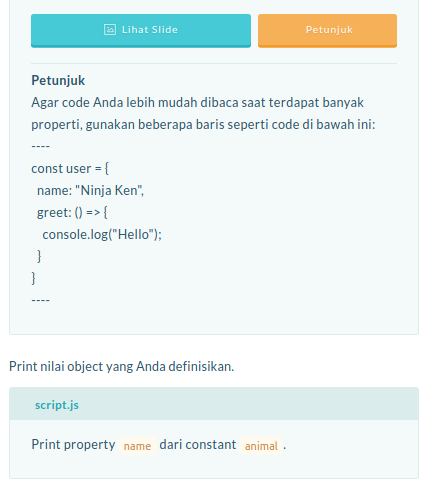 Lihat Slide
Petunjuk
Petunjuk
Agar code Anda lebih mudah dibaca saat terdapat banyak
properti, gunakan beberapa baris seperti code di bawah ini:
----
const user = {
  name: "Ninja Ken",
  greet: () => {
    console.log("Hello");
  }
}
----
Print nilai object yang Anda definisikan.
script.js
Print property name dari constant animal .